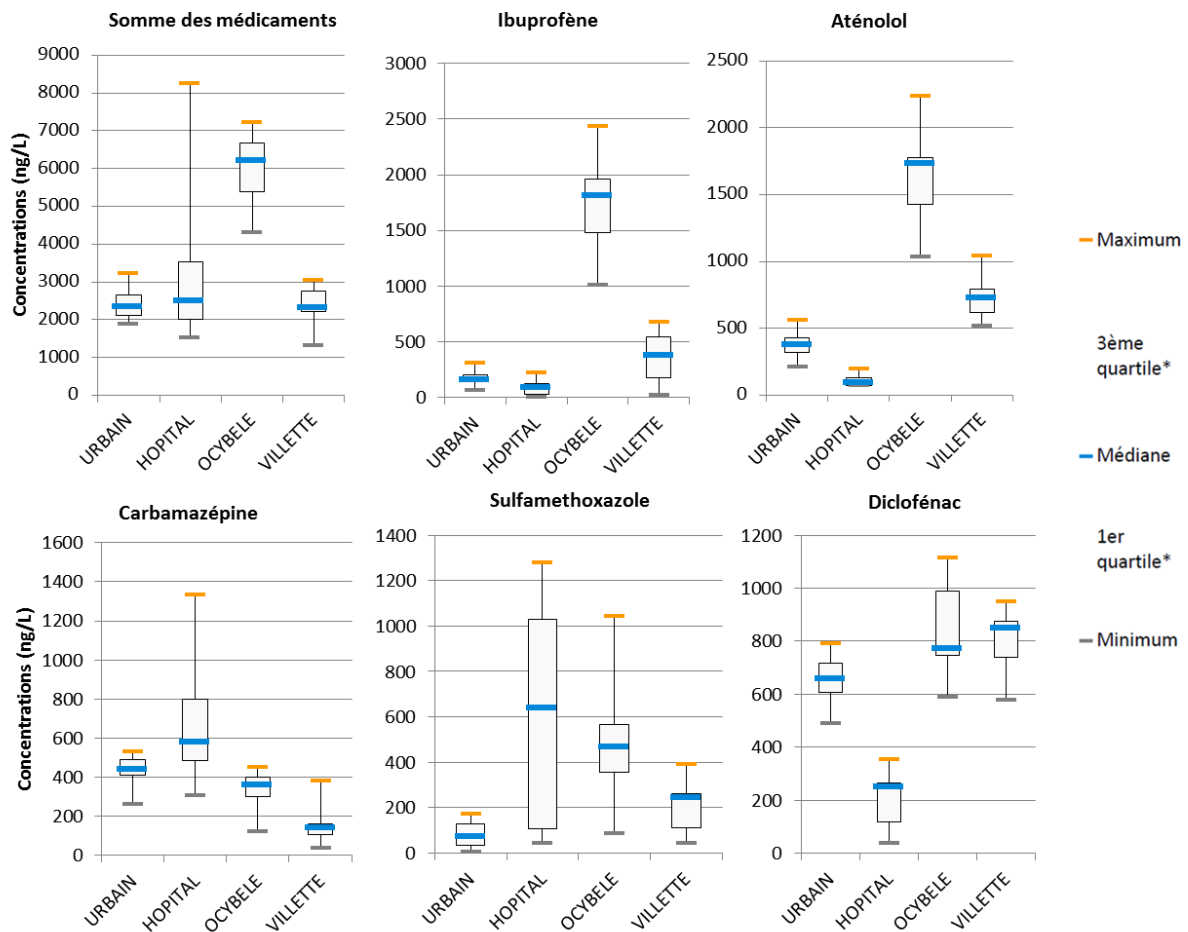 Somme des médicaments
Ibuprofène
Aténolol
Concentrations (ng/L)
9000
8000
7000
6000
5000
4000
3000
2000
1000
0
URBAIN
HOPITAL
OCYBELE
VILLETTE
3000
2500
2000
1500
1000
500
0
URBAIN
HOPITAL
OCYBELE
VILLETTE
2500
2000
1500
1000
500
0
URBAIN
HOPITAL
OCYBELE
VILLETTE
Maximum
3ème
quartile*
Médiane
1er
quartile*
Minimum
Carbamazépine
Sulfamethoxazole
Diclofénac
Concentrations (ng/L)
1600
1400
1200
1000
800
600
400
200
0
URBAIN
HOPITAL
OCYBELE
VILLETTE
1400
1200
1000
800
600
400
200
0
URBAIN
HOPITAL
OCYBELE
VILLETTE
1200
1000
800
600
400
200
0
URBAIN
HOPITAL
OCYBELE
VILLETTE